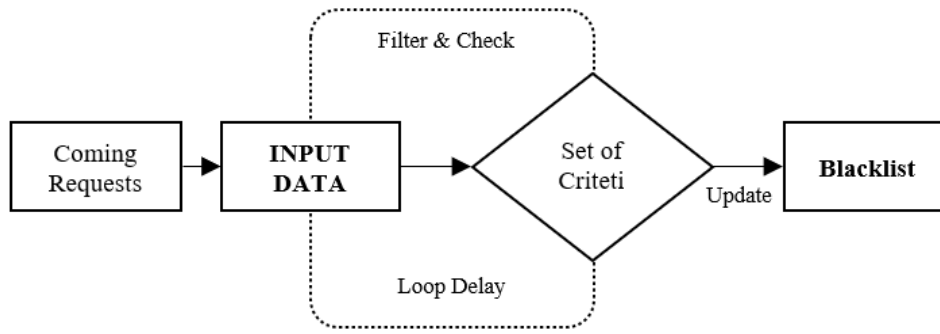 Filter & Check
Coming
Requests
INPUT
DATA
Set of
Criteti
Update
Blacklist
Loop Delay